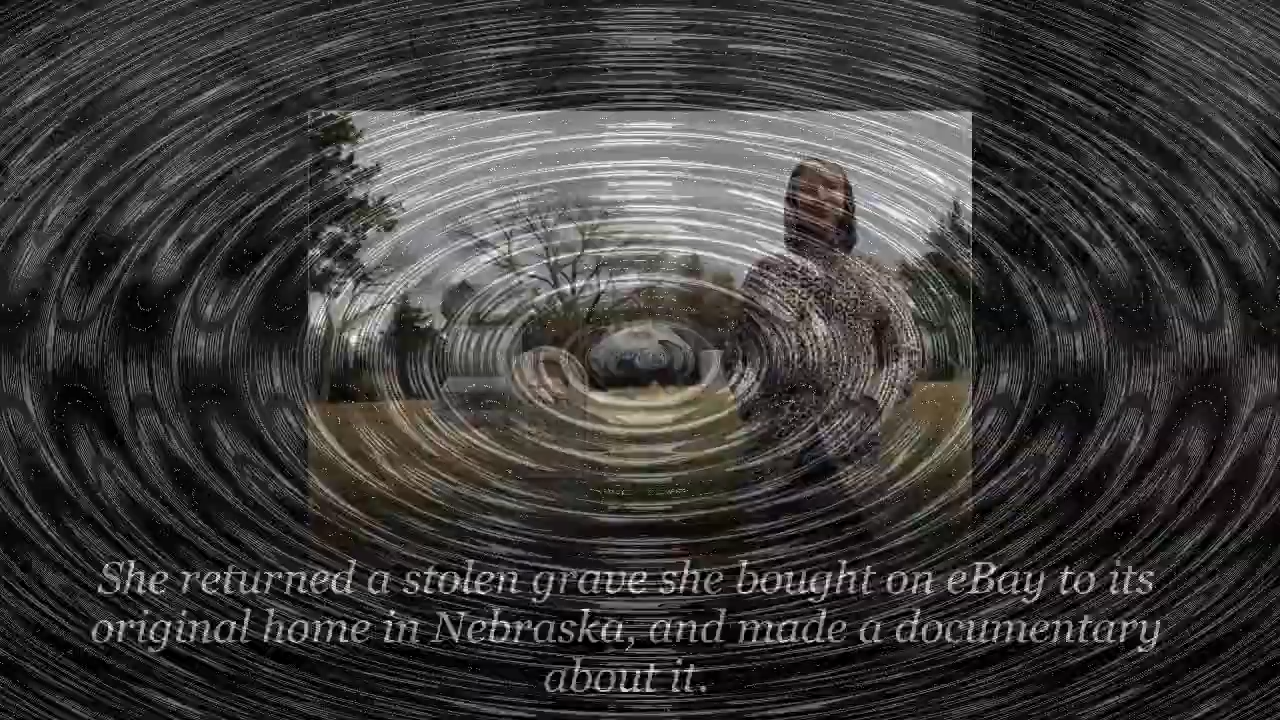 She returned a stolen grave she bought on eBay to its
original home in Nebraska, and made a documentary
about it.